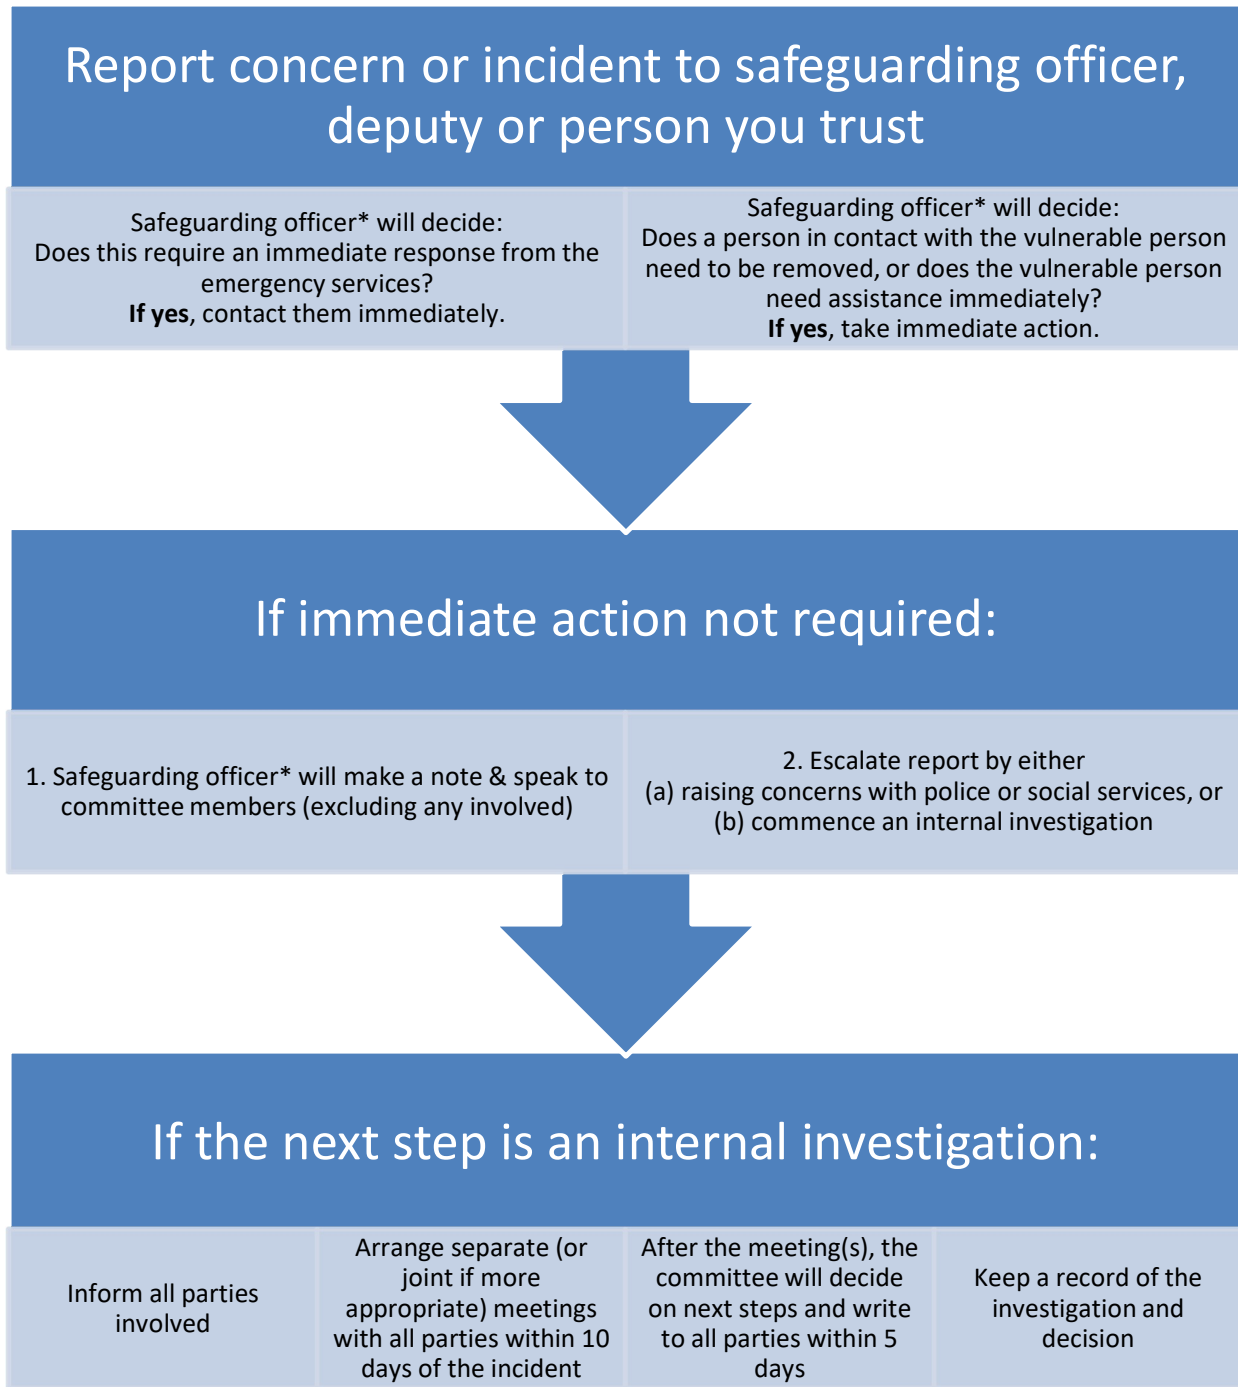 Report concern or incident to safeguarding officer,
deputy or person you trust
Safeguarding officer* will decide:
Does this require an immediate response from the
emergency services?
If yes, contact them immediately.
Safeguarding officer* will decide:
Does a person in contact with the vulnerable person
need to be removed, or does the vulnerable person
need assistance immediately?
If yes, take immediate action.
If immediate action not required:
1. Safeguarding officer* will make a note & speak to
committee members (excluding any involved)
2. Escalate report by either
(a) raising concerns with police or social services, or
(b) commence an internal investigation
If the next step is an internal investigation:
Inform all parties
involved
Arrange separate (or
joint if more
appropriate) meetings
with all parties within 10
days of the incident
After the meeting(s), the
committee will decide
on next steps and write
to all parties within 5
days
Keep a record of the
investigation and
decision